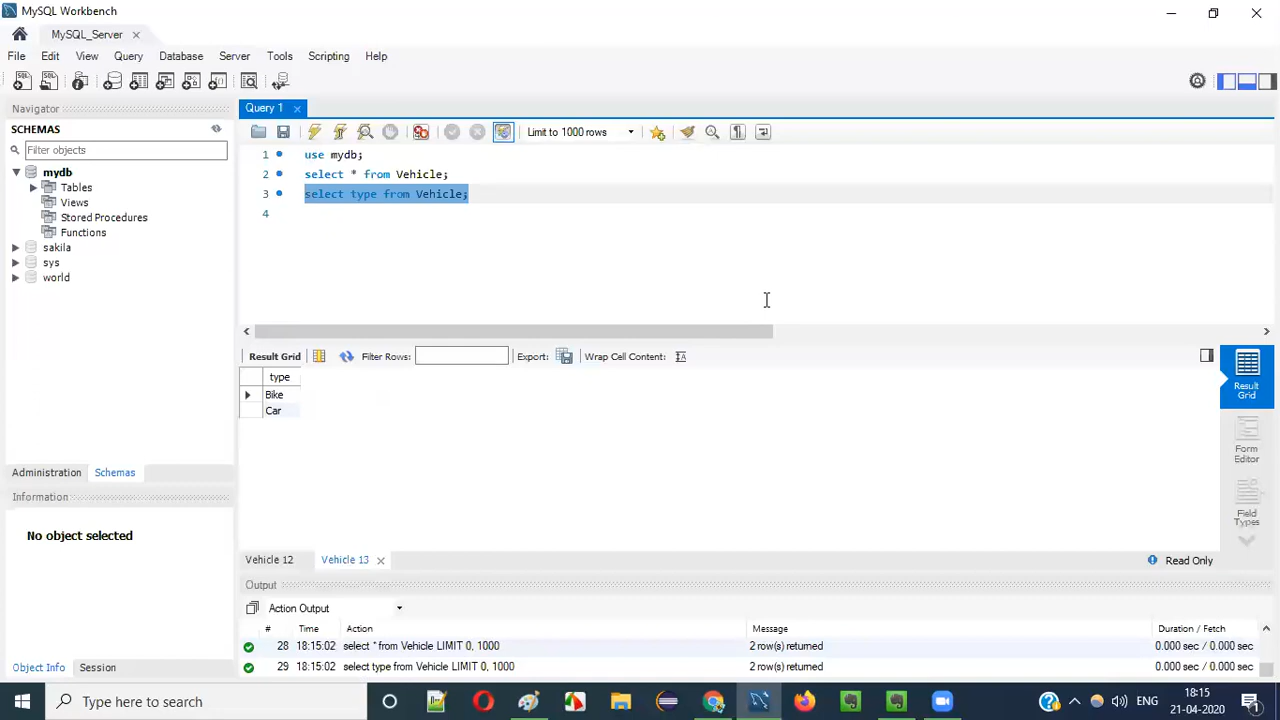 MySQL Workbench
MySQL_Server
File Edit View Query Database Server Tools Scripting Help
Navigator
SCHEMAS
Filter objects
mydb
Tables
Views
Stored Procedures
Functions
sakila
sys
world
Administration Schemas
Information
No object selected
Object Info Session
Query 1
Limit to 1000 rows
1 use mydb;
2 select * from Vehicle;
3 select type from Vehicle;
4
Result Grid Filter Rows: Export: Wrap Cell Content:
type
Bike
Car
Result
Grid
Form
Editor
Field
Types
Vehicle 12 Vehicle 13 Read Only
Output
Action Output
# Time Action Message Duration / Fetch
28 18:15:02 select * from Vehicle LIMIT 0, 1000 2 row(s) returned 0.000 sec / 0.000 sec
29 18:15:02 select type from Vehicle LIMIT 0, 1000 2 row(s) returned 0.000 sec / 0.000 sec
Type here to search
ENG
18:15
21-04-2020
1